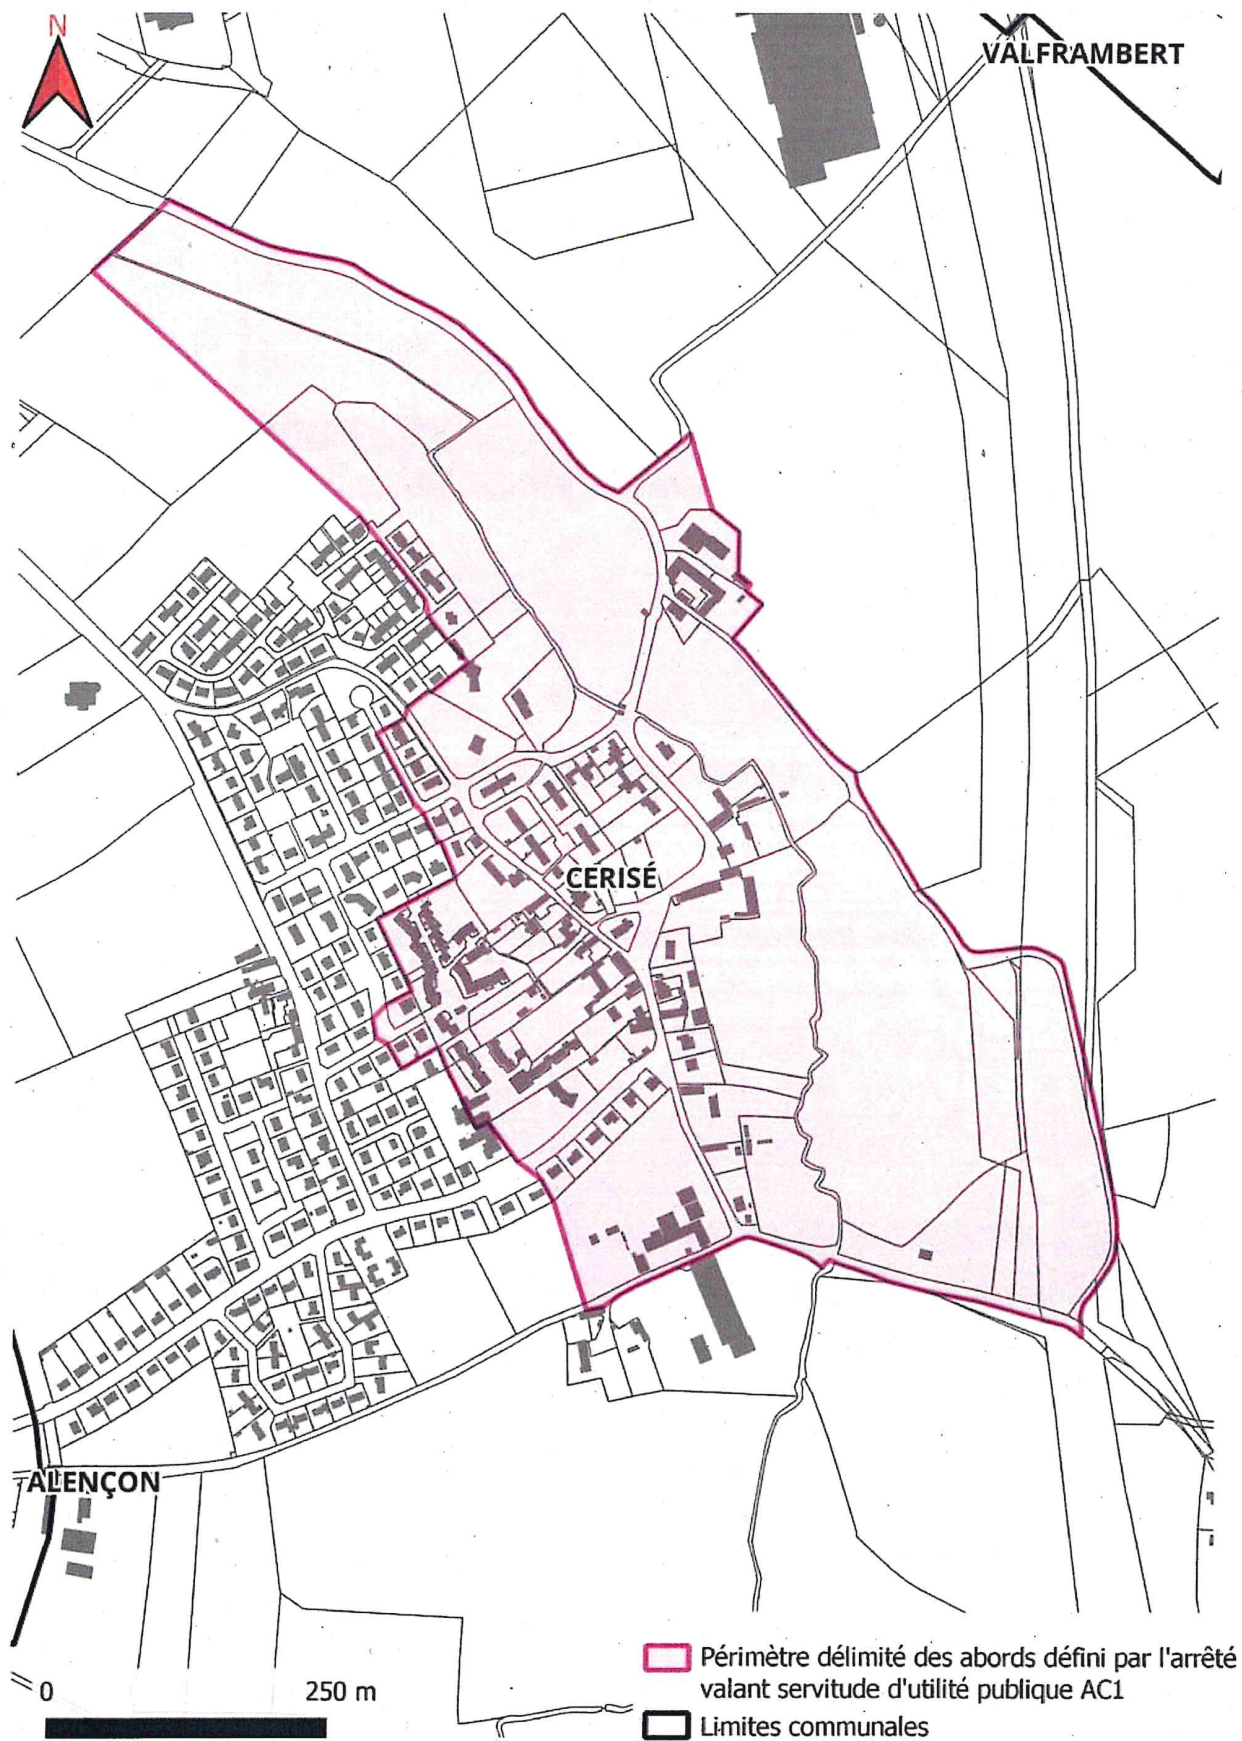 N
VALFRAMBERT
CERISÉ
ALENÇON
0 250 m
Périmètre délimité des abords défini par l'arrêté
valant servitude d'utilité publique AC1
Limites communales